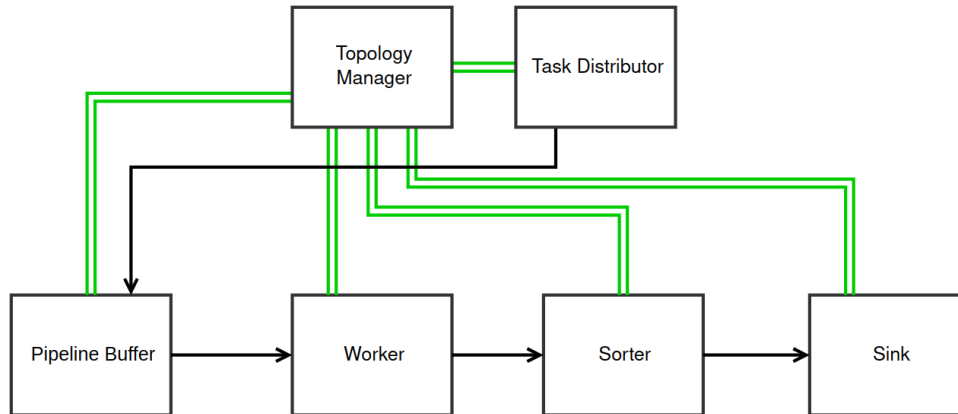 Topology
Manager
Task Distributor
Pipeline Buffer
Worker
Sorter
Sink